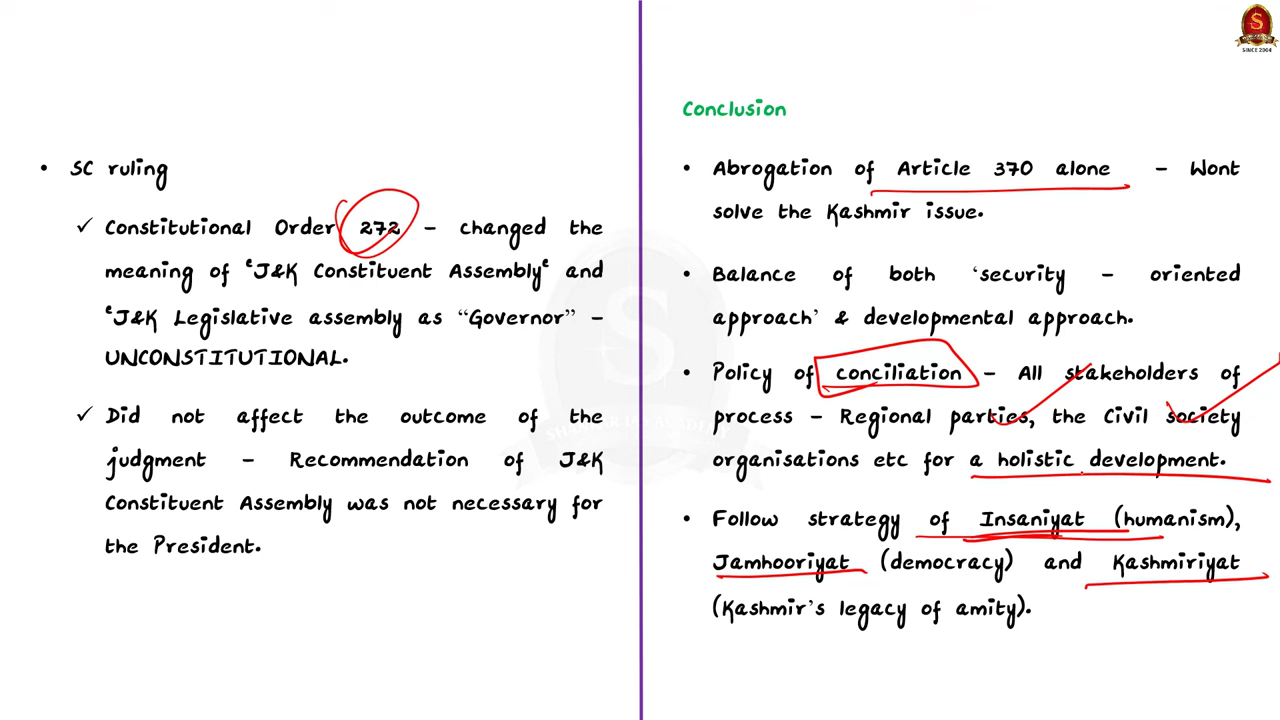 SINCE 2004
• SC ruling
✓ Constitutional Order 272 – changed the
meaning of ‘J&K Constituent Assembly‘ and
‘J&K Legislative assembly as “Governor” –
UNCONSTITUTIONAL.
✓ Did not affect the outcome of the
judgment – Recommendation of J&K
Constituent Assembly was not necessary for
the President.
Conclusion
• Abrogation of Article 370 alone – Wont
solve the Kashmir issue.
• Balance of both ‘security – oriented
approach’ & developmental approach.
• Policy of conciliation – All stakeholders of
process – Regional parties, the Civil society
organisations etc for a holistic development.
• Follow strategy of Insaniyat (humanism),
Jamhooriyat (democracy) and Kashmiriyat
(Kashmir’s legacy of amity).